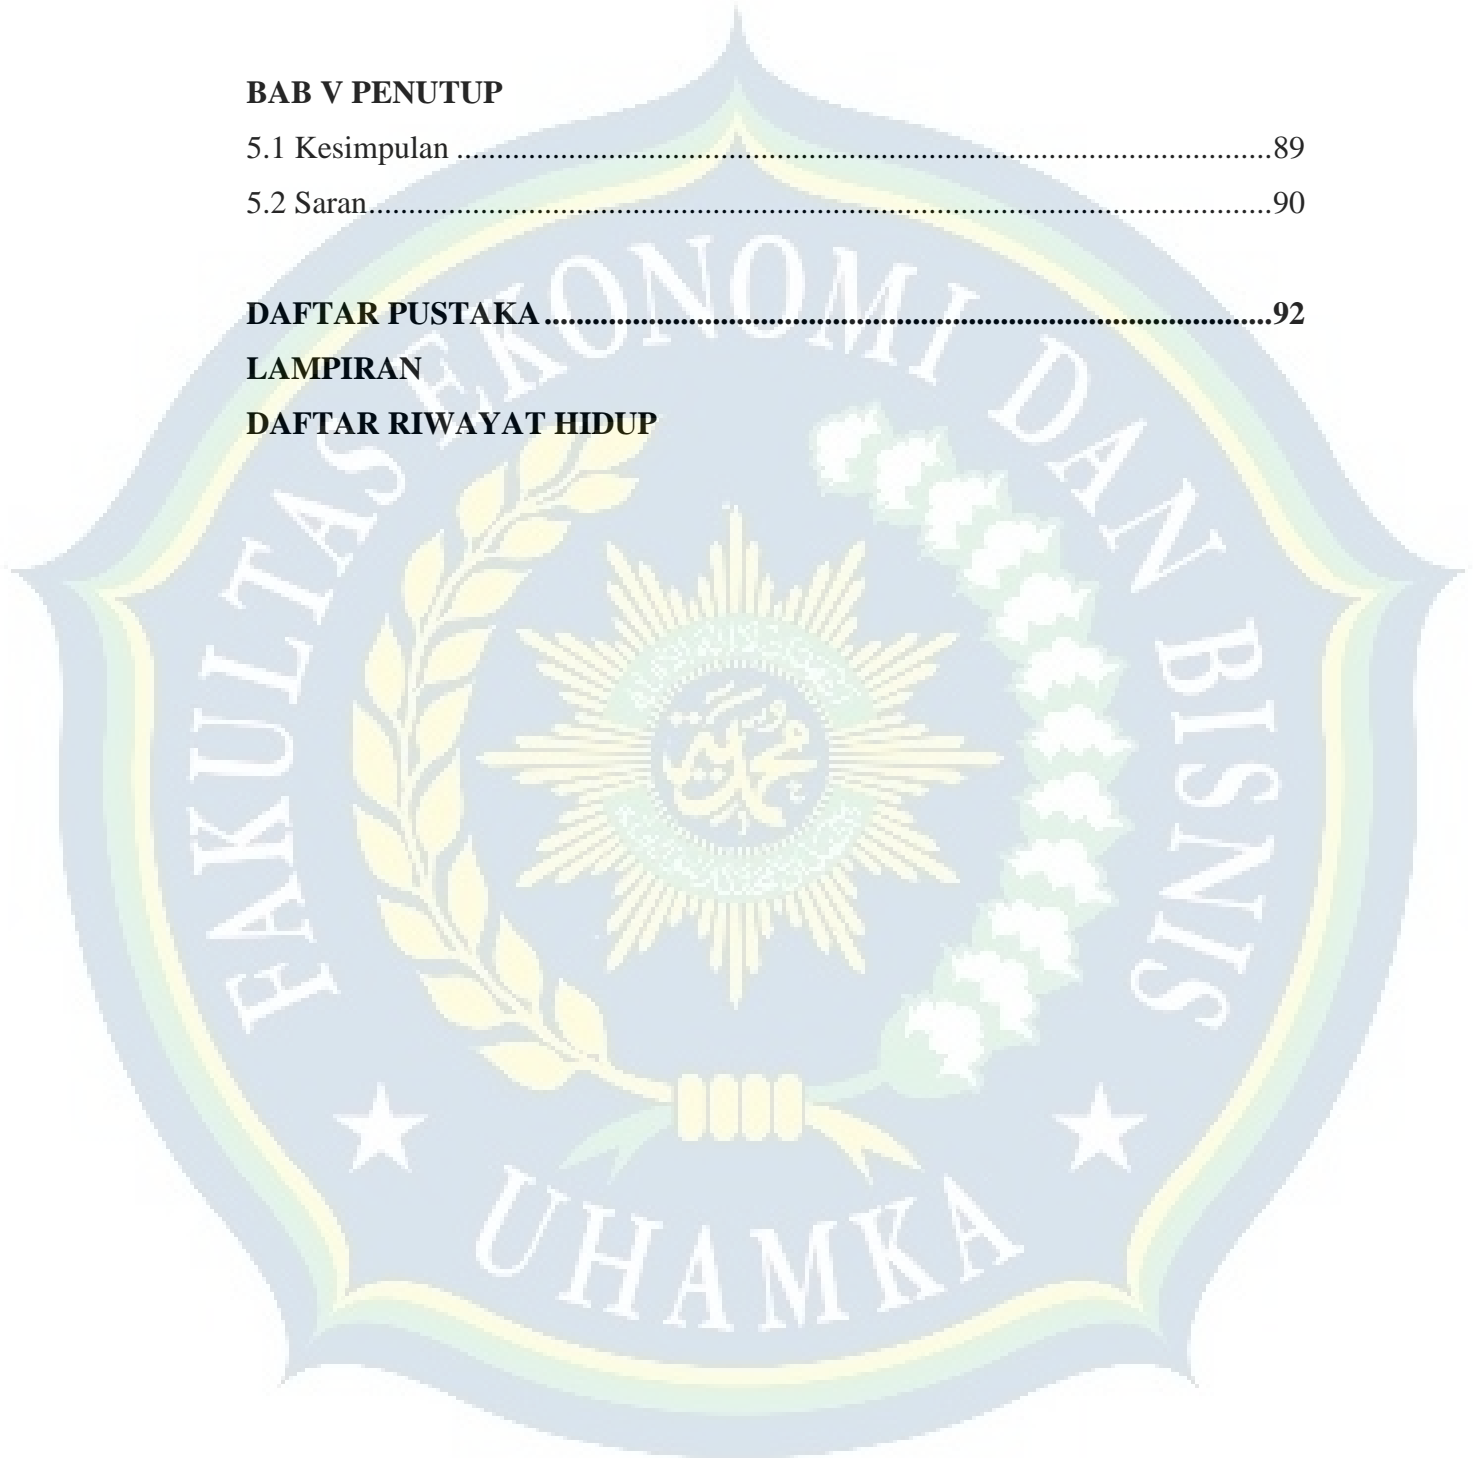 BAB V PENUTUP
5.1 Kesimpulan ........................................................................................................89
5.2 Saran...................................................................................................................90
DAFTAR PUSTAKA ............................................................................................92
LAMPIRAN
DAFTAR RIWAYAT HIDUP
FAKULTAS EKONOMI DAN BISNIS
UHAMKA